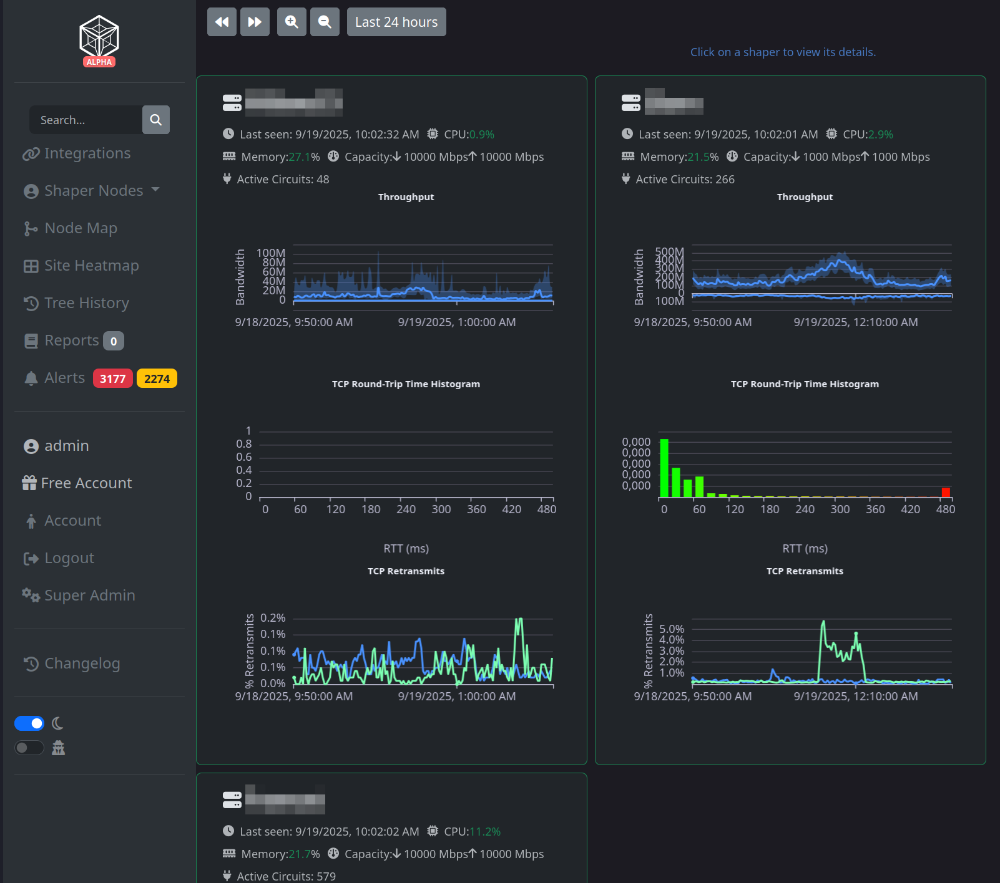 ALPHA
Search...
Integrations
Shaper Nodes
Node Map
Site Heatmap
Tree History
Reports 0
Alerts 3177 2274
admin
Free Account
Account
Logout
Super Admin
Changelog
Last 24 hours
Click on a shaper to view its details.
Last seen: 9/19/2025, 10:02:32 AM CPU:0.9%
Memory:27.1% Capacity: 10000 Mbps 10000 Mbps
Active Circuits: 48
Throughput
Bandwidth
100M
80M
60M
40M
20M
0
9/18/2025, 9:50:00 AM 9/19/2025, 1:00:00 AM
TCP Round-Trip Time Histogram
1
0.8
0.6
0.4
0.2
0
0 60 120 180 240 300 360 420 480
RTT (ms)
TCP Retransmits
% Retransmits
0.2%
0.1%
0.1%
0.1%
0.0%
9/18/2025, 9:50:00 AM 9/19/2025, 1:00:00 AM
Last seen: 9/19/2025, 10:02:01 AM CPU:2.9%
Memory:21.5% Capacity: 1000 Mbps 1000 Mbps
Active Circuits: 266
Throughput
Bandwidth
500M
400M
300M
200M
100M
0
100M
9/18/2025, 9:50:00 AM 9/19/2025, 12:10:00 AM
TCP Round-Trip Time Histogram
0,000
0,000
0,000
0,000
0,000
0 60 120 180 240 300 360 420 480
RTT (ms)
TCP Retransmits
% Retransmits
5.0%
4.0%
3.0%
2.0%
1.0%
9/18/2025, 9:50:00 AM 9/19/2025, 12:10:00 AM
Last seen: 9/19/2025, 10:02:02 AM CPU:11.2%
Memory:21.7% Capacity: 10000 Mbps 10000 Mbps
Active Circuits: 579